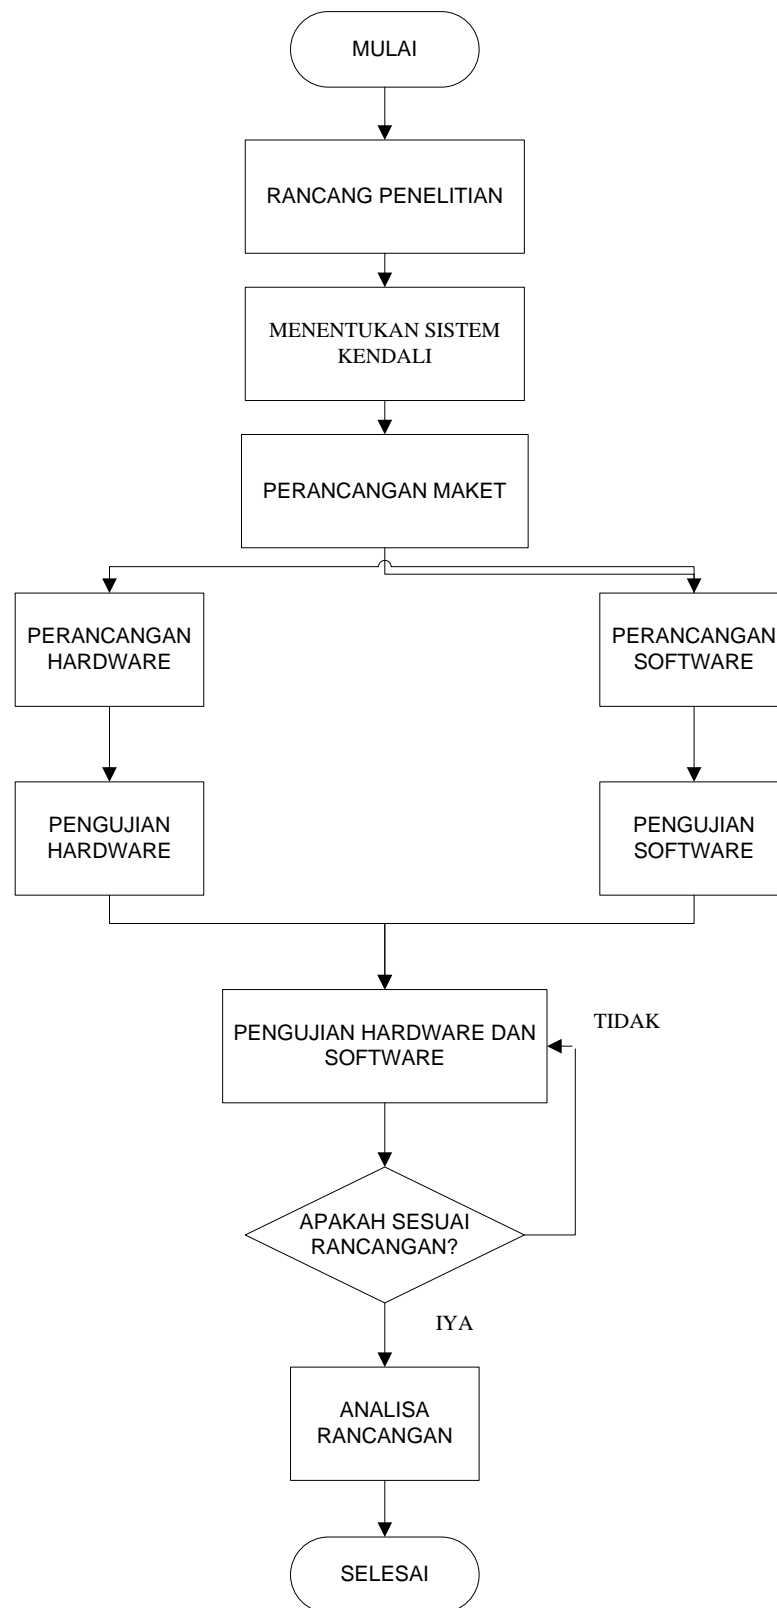 MULAI
RANCANG PENELITIAN
MENENTUKAN SISTEM
KENDALI
PERANCANGAN MAKET
PERANCANGAN
HARDWARE
PERANCANGAN
SOFTWARE
PENGUJIAN
HARDWARE
PENGUJIAN
SOFTWARE
PENGUJIAN HARDWARE DAN
SOFTWARE
TIDAK
APAKAH SESUAI
RANCANGAN?
IYA
ANALISA
RANCANGAN
SELESAI